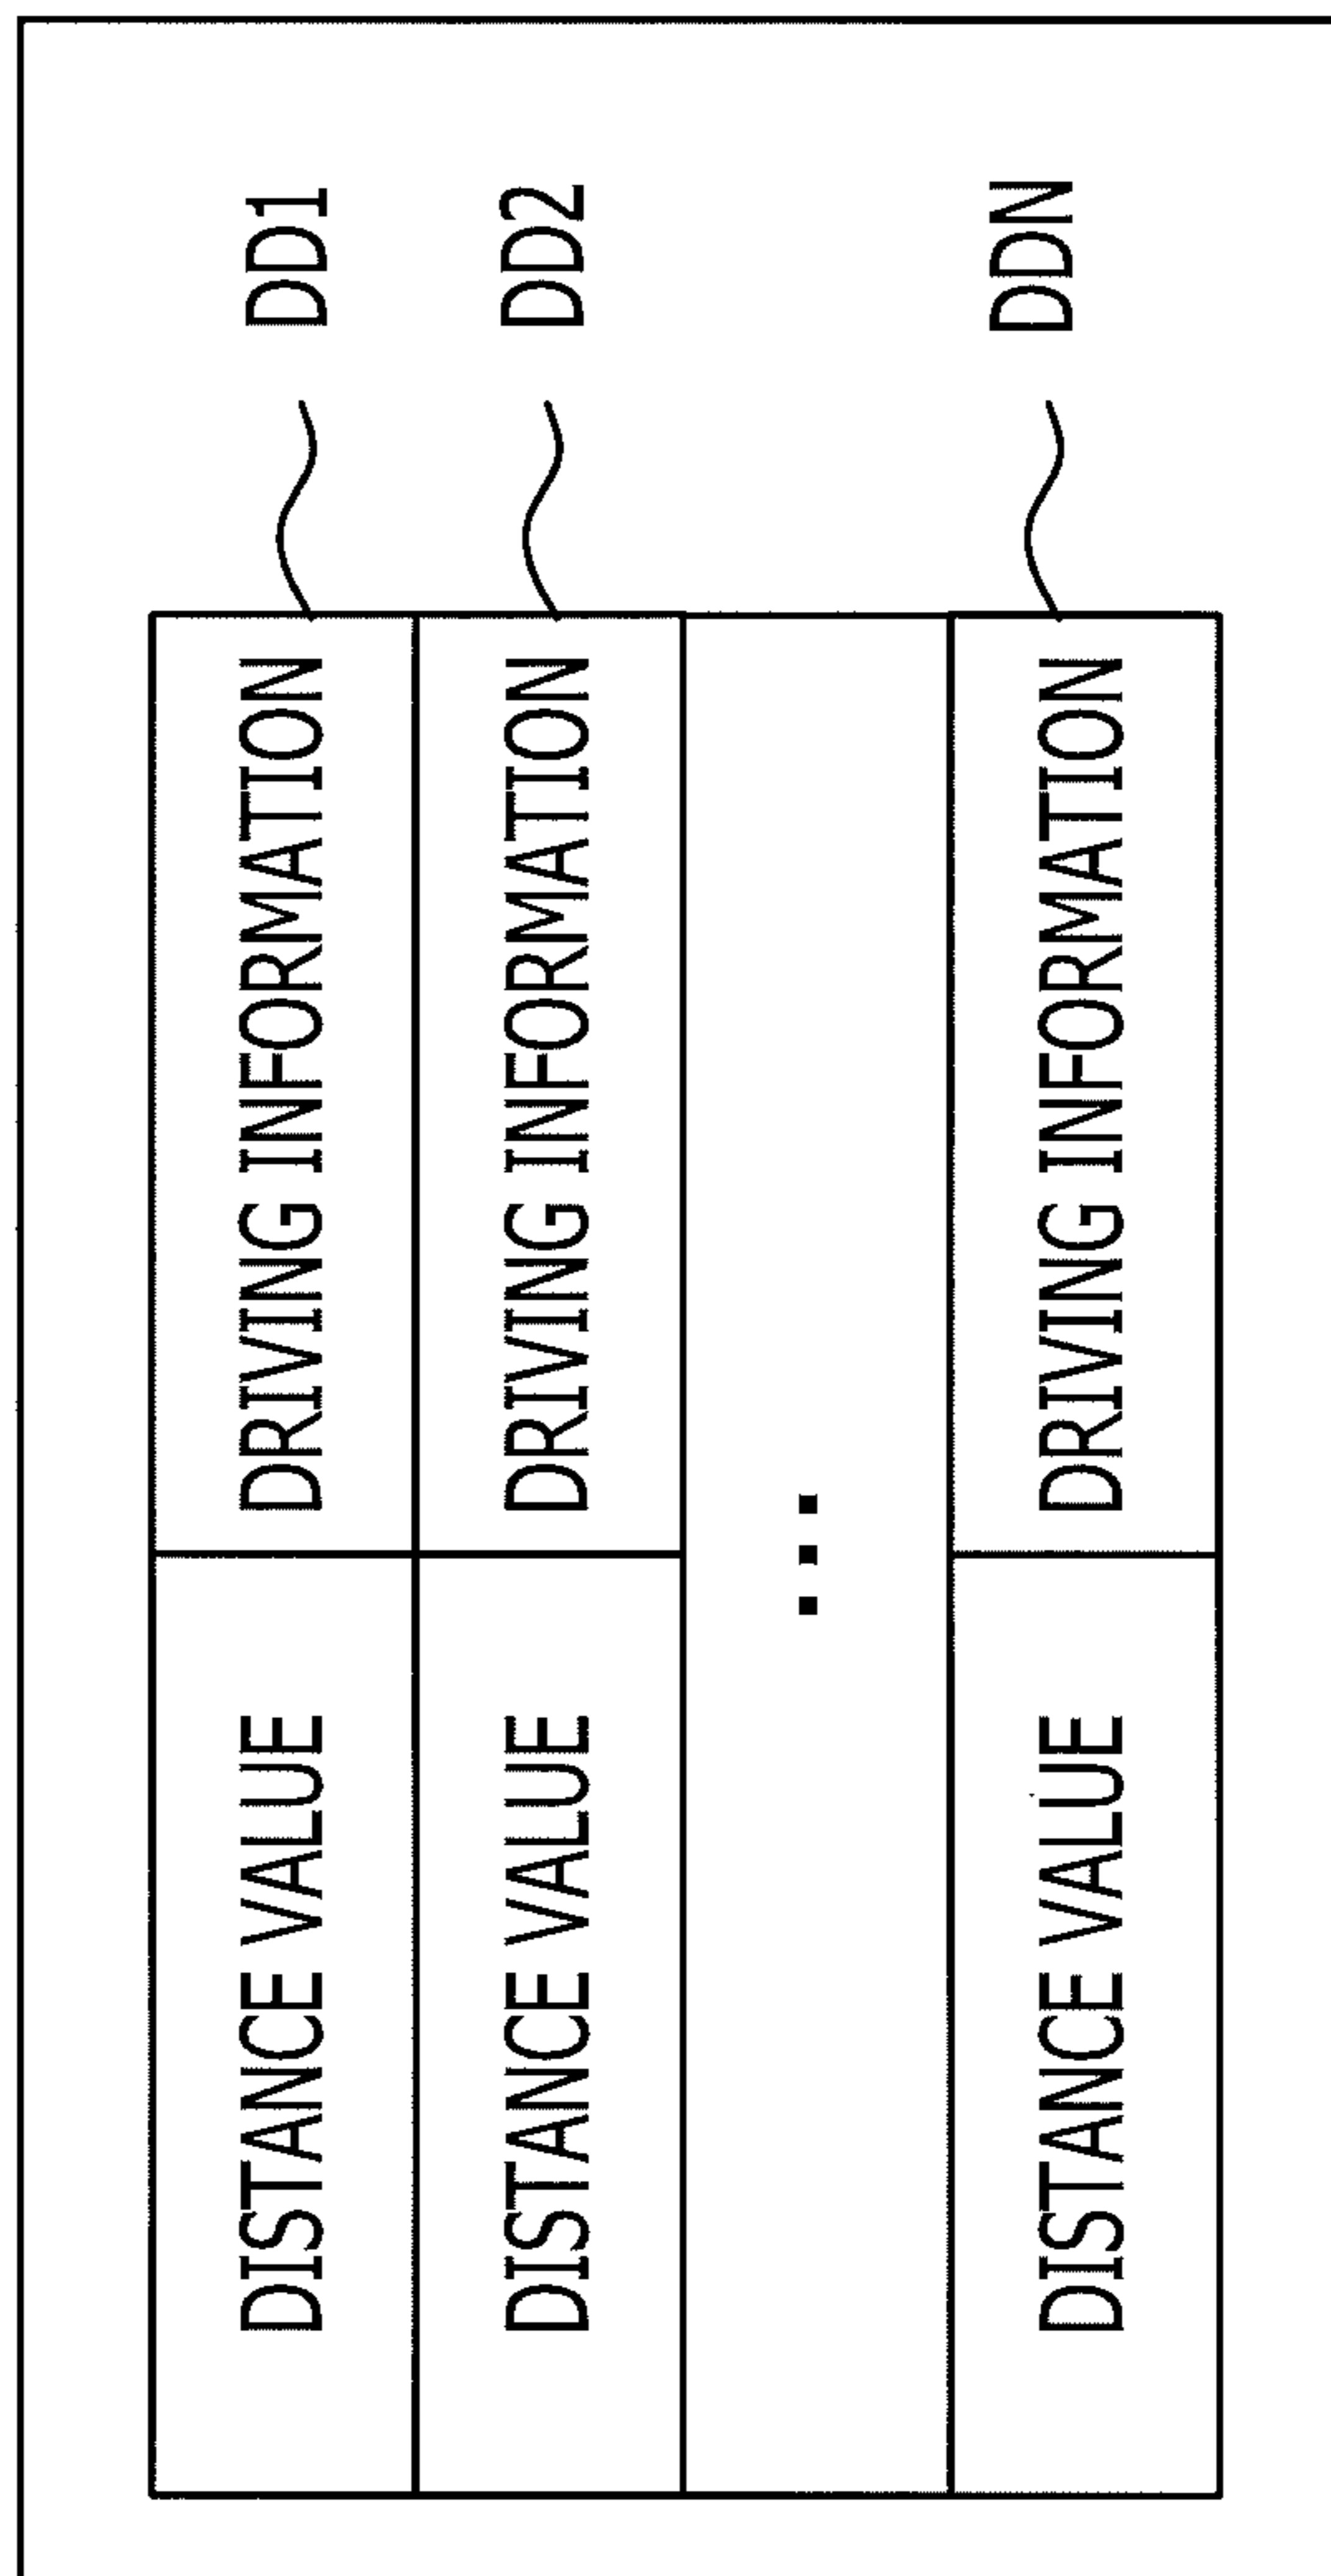 DISTANCE VALUE DRIVING INFORMATION DD1
DISTANCE VALUE DRIVING INFORMATION DD2
...
DISTANCE VALUE DRIVING INFORMATION DDN